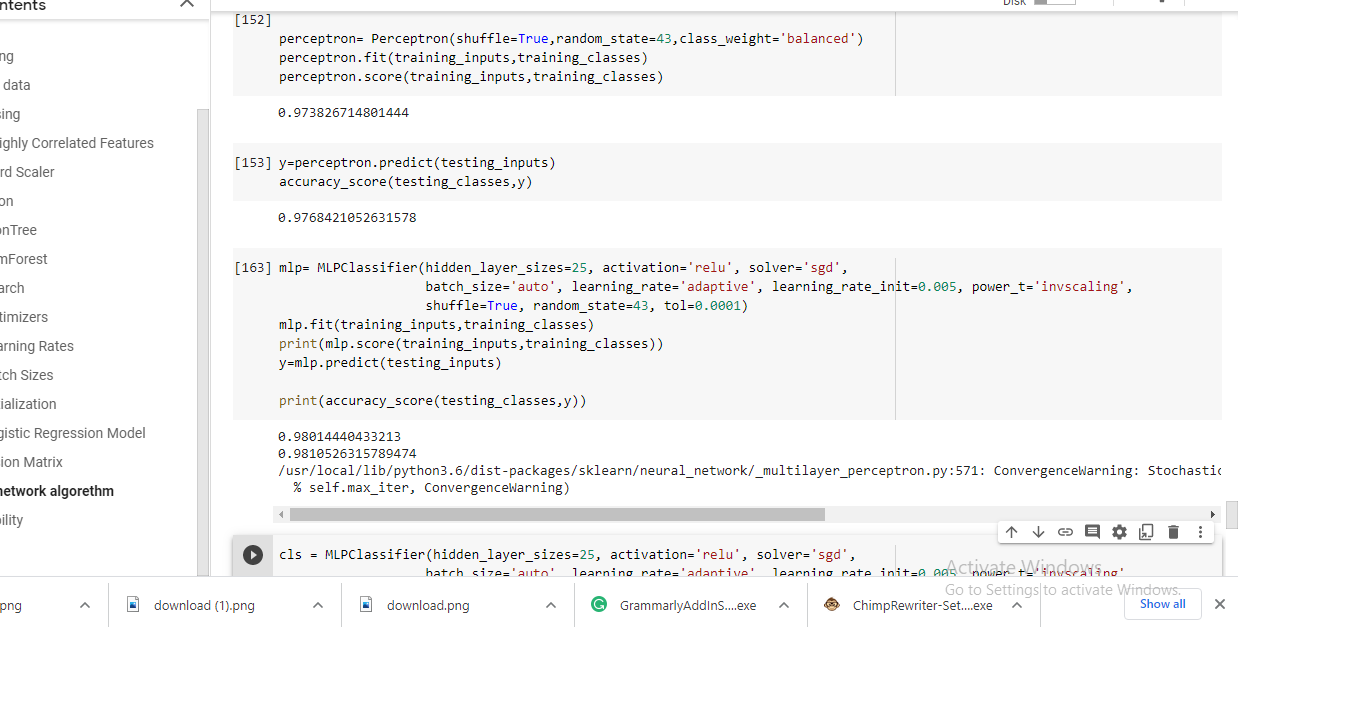 ntents
Disk
ng
data
sing
ighly Correlated Features
rd Scaler
on
onTree
mForest
arch
timizers
arning Rates
tch Sizes
ialization
gistic Regression Model
ion Matrix
network algorethm
ility
[152]
perceptron= Perceptron(shuffle=True,random_state=43,class_weight='balanced')
perceptron.fit(training_inputs,training_classes)
perceptron.score(training_inputs,training_classes)
0.973826714801444
[153] y=perceptron.predict(testing_inputs)
accuracy_score(testing_classes,y)
0.9768421052631578
[163] mlp= MLPClassifier(hidden_layer_sizes=25, activation='relu', solver='sgd',
batch_size='auto', learning_rate='adaptive', learning_rate_init=0.005, power_t='invscaling',
shuffle=True, random_state=43, tol=0.0001)
mlp.fit(training_inputs,training_classes)
print(mlp.score(training_inputs,training_classes))
y=mlp.predict(testing_inputs)
print(accuracy_score(testing_classes,y))
0.98014440433213
0.9810526315789474
/usr/local/lib/python3.6/dist-packages/sklearn/neural_network/_multilayer_perceptron.py:571: ConvergenceWarning: Stochastic
% self.max_iter, ConvergenceWarning)
cls = MLPClassifier(hidden_layer_sizes=25, activation='relu', solver='sgd',
batch_size='auto', learning_rate='adaptive', learning_rate_init=0.005, power_t='invscaling',
Activate Windows
Go to Settings to activate Windows.
png
download (1).png
download.png
GrammarlyAddInS....exe
ChimpRewriter-Set....exe
Show all